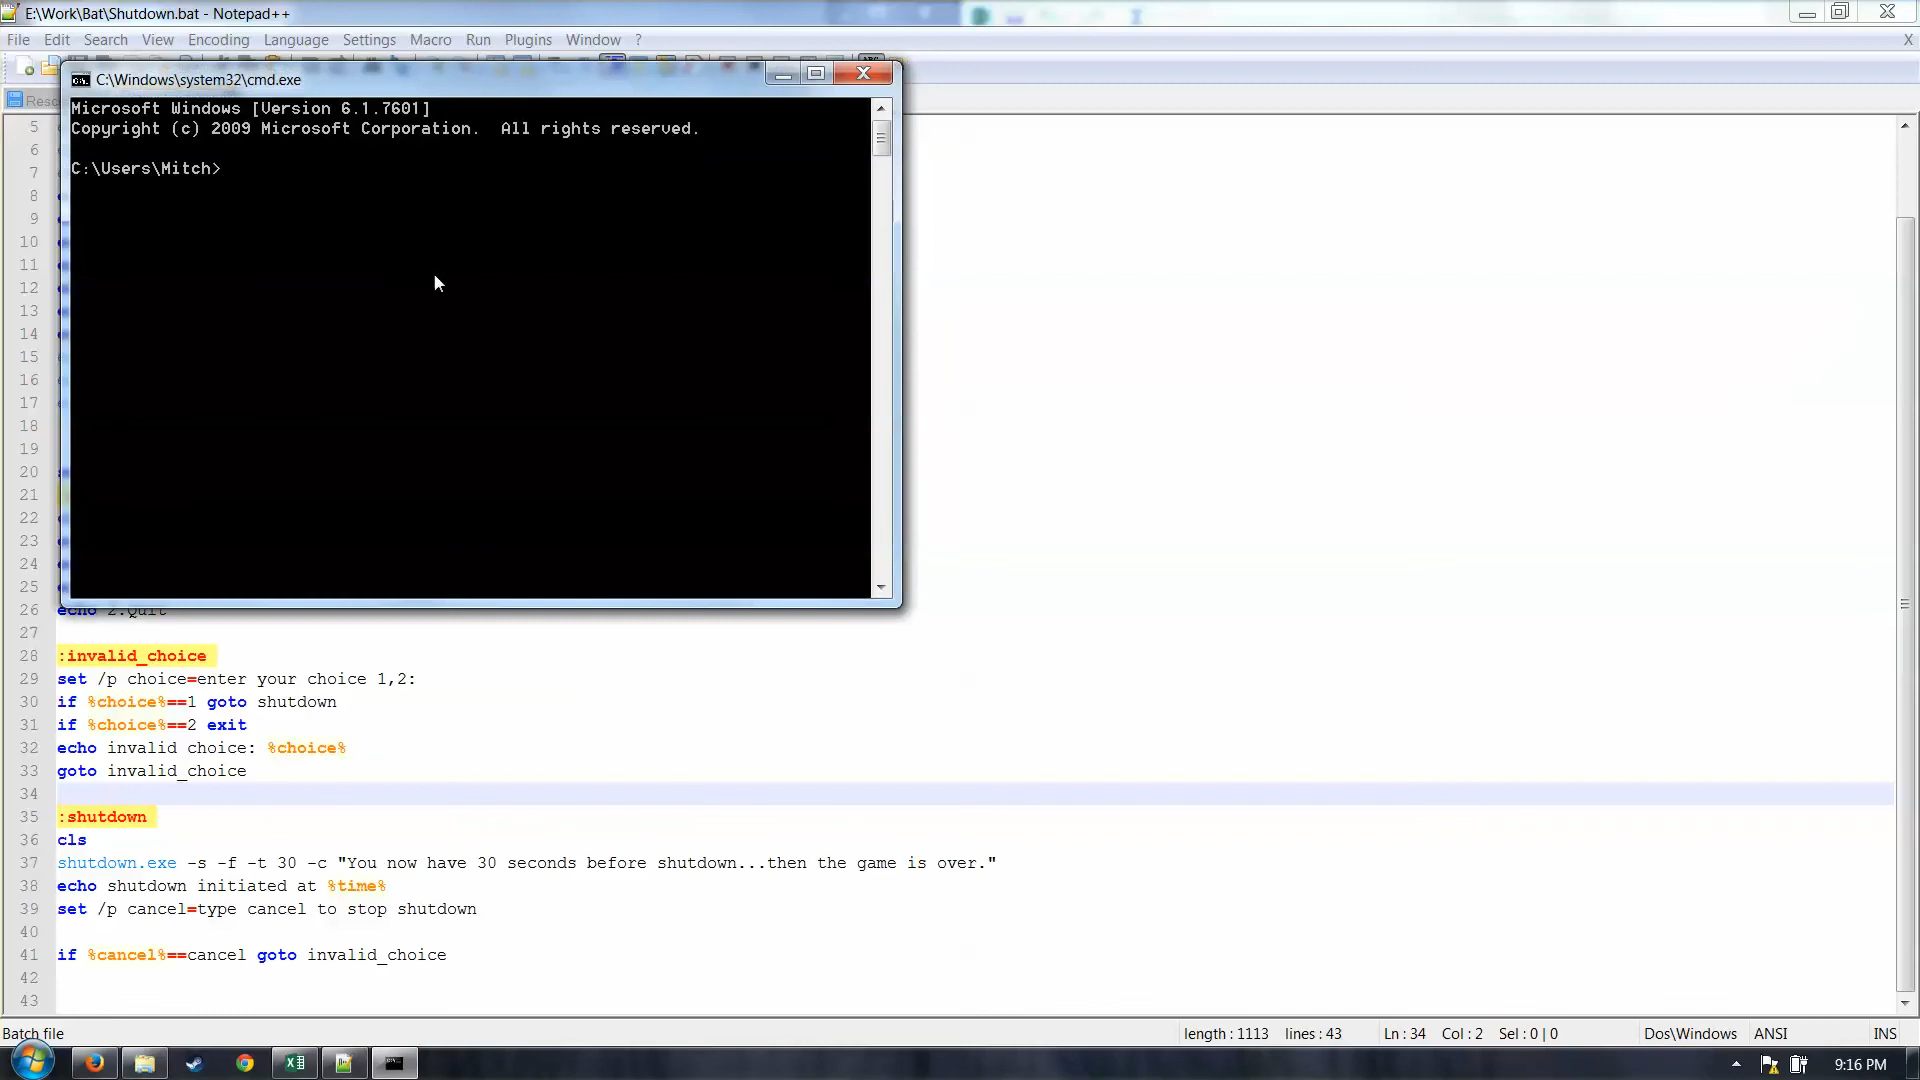 E:\Work\Bat\Shutdown.bat - Notepad++
File Edit Search View Encoding Language Settings Macro Run Plugins Window ?
X
C:\Windows\system32\cmd.exe
Microsoft Windows [Version 6.1.7601]
Copyright (c) 2009 Microsoft Corporation. All rights reserved.
C:\Users\Mitch>
5
6
7
8
9
10
11
12
13
14
15
16
17
18
19
20
21
22
23
24
25
26 echo 2.Quit
27
28 :invalid_choice
29 set /p choice=enter your choice 1,2:
30 if %choice%==1 goto shutdown
31 if %choice%==2 exit
32 echo invalid choice: %choice%
33 goto invalid_choice
34
35 :shutdown
36 cls
37 shutdown.exe -s -f -t 30 -c "You now have 30 seconds before shutdown...then the game is over."
38 echo shutdown initiated at %time%
39 set /p cancel=type cancel to stop shutdown
40
41 if %cancel%==cancel goto invalid_choice
42
43
Batch file length : 1113 lines : 43 Ln : 34 Col : 2 Sel : 0 | 0 Dos\Windows ANSI INS
9:16 PM